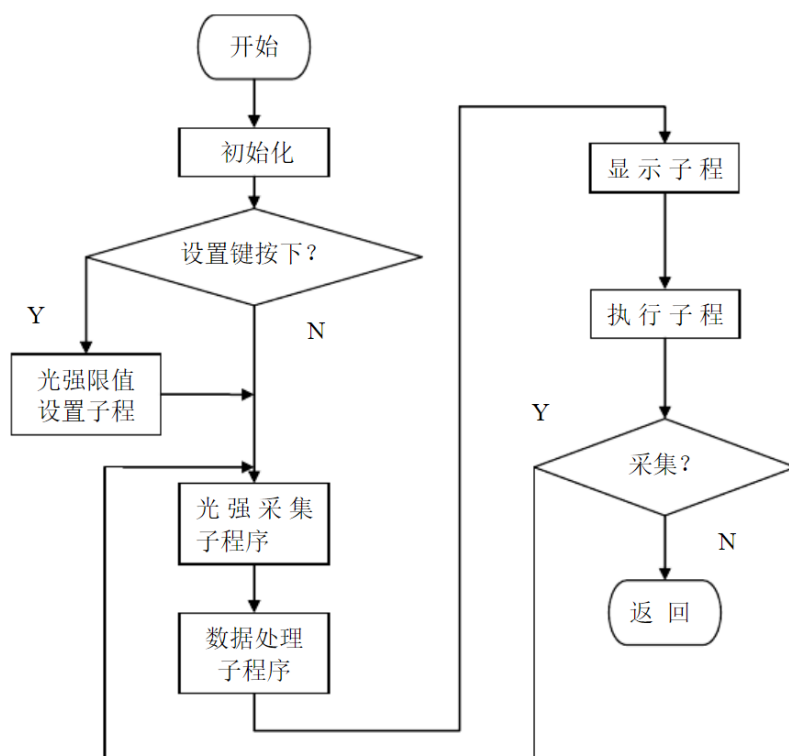 开始
初始化
设置键按下？
Y
N
光强限值
设置子程
光强采集
子程序
数据处理
子程序
显示子程
执行子程
Y
采集？
N
返回